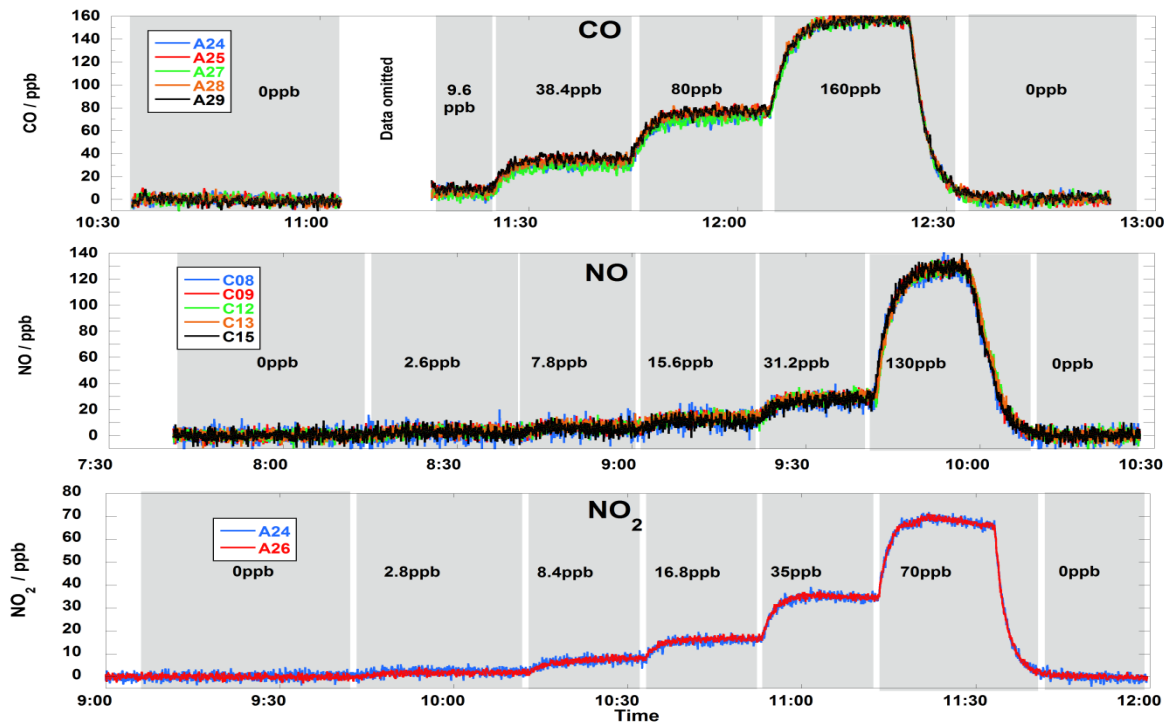 CO
160
140
120
100
80
60
40
20
0
CO / ppb
A24
A25
A27
A28
A29
0ppb
Data omitted
9.6
ppb
38.4ppb
80ppb
160ppb
0ppb
10:30 11:00 11:30 12:00 12:30 13:00
NO
140
120
100
80
60
40
20
0
NO / ppb
C08
C09
C12
C13
C15
0ppb 2.6ppb 7.8ppb 15.6ppb 31.2ppb 130ppb 0ppb
7:30 8:00 8:30 9:00 9:30 10:00 10:30
NO2
80
70
60
50
40
30
20
10
0
NO2 / ppb
A24
A26
0ppb 2.8ppb 8.4ppb 16.8ppb 35ppb 70ppb 0ppb
9:00 9:30 10:00 10:30 11:00 11:30 12:00
Time